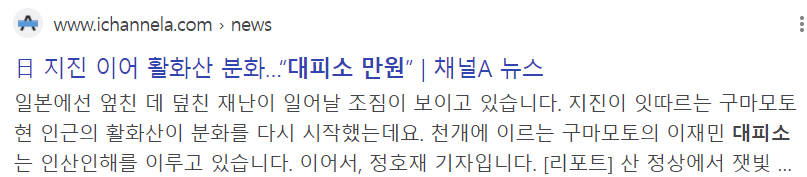 www.ichannela.com › news
日 지진 이어 활화산 분화…“대피소 만원” | 채널A 뉴스
일본에선 엎친 데 덮친 재난이 일어날 조짐이 보이고 있습니다. 지진이 잇따르는 구마모토
현 인근의 활화산이 분화를 다시 시작했는데요. 천개에 이르는 구마모토의 이재민 대피소
는 인산인해를 이루고 있습니다. 이어서, 정호재 기자입니다. [리포트] 산 정상에서 잿빛 ...